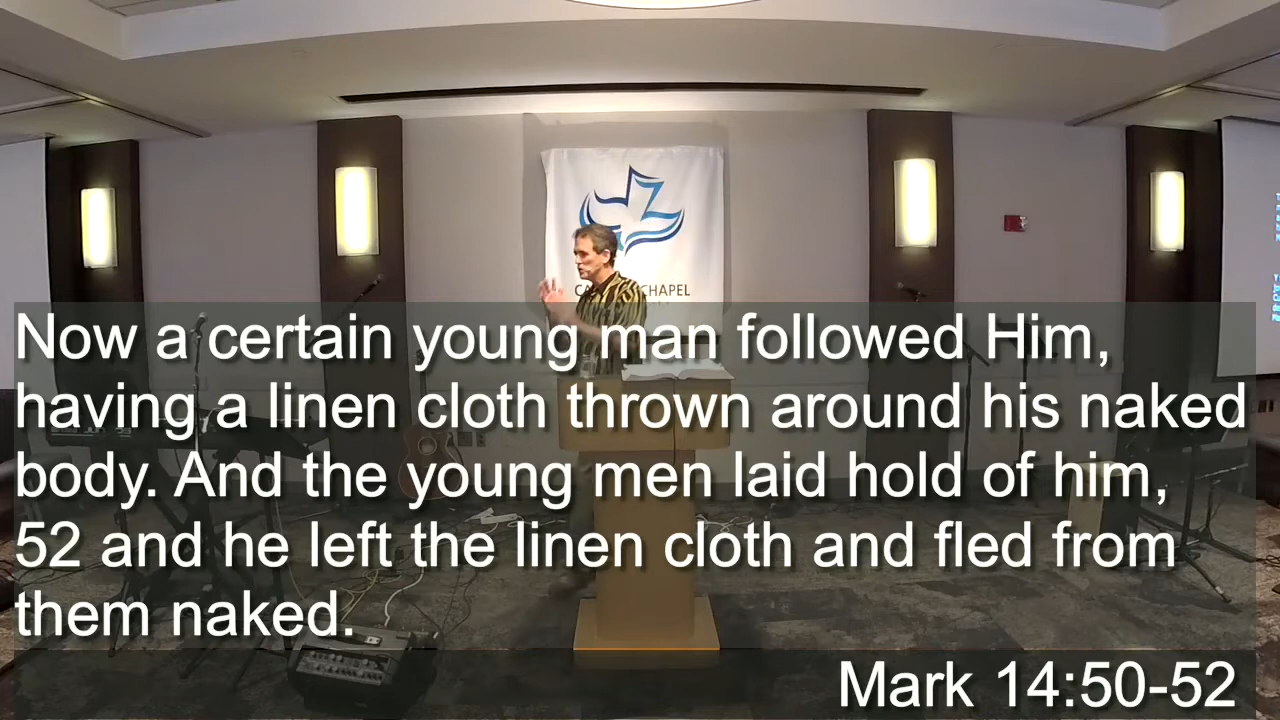 CA CHAPEL
Now a certain young man followed Him,
having a linen cloth thrown around his naked
body. And the young men laid hold of him,
52 and he left the linen cloth and fled from
them naked.
Mark 14:50-52